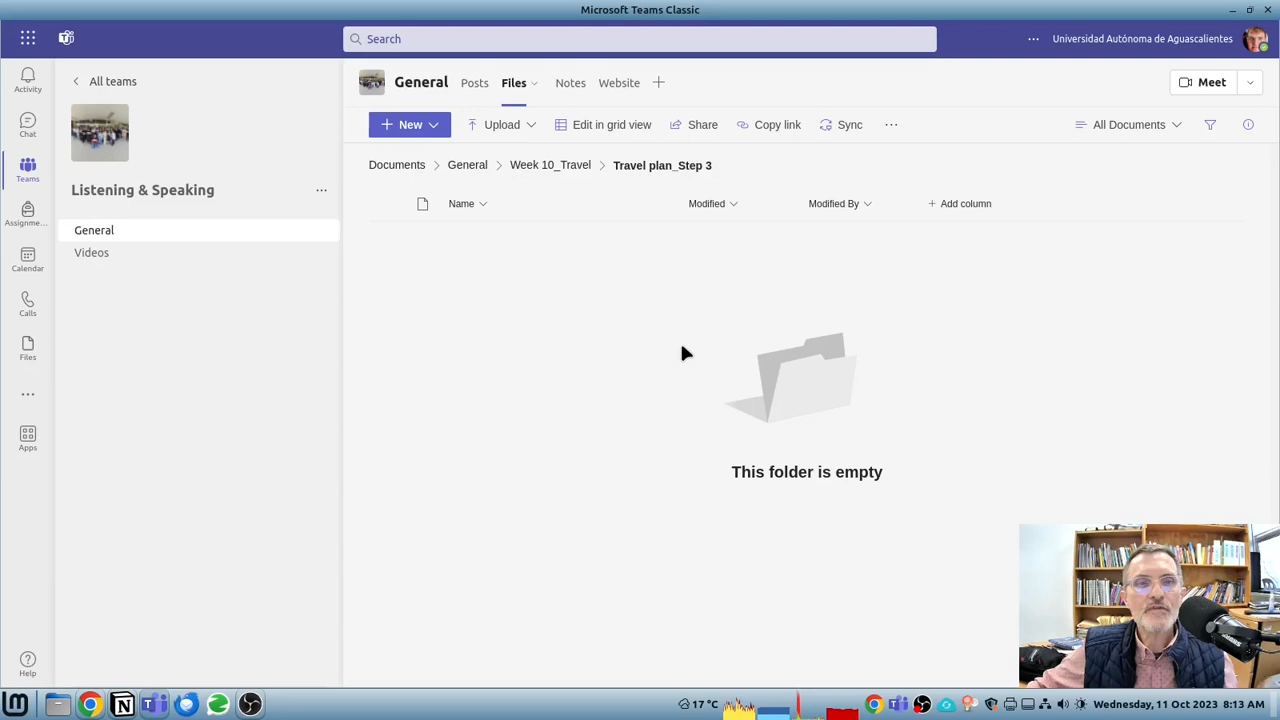 Microsoft Teams Classic
Search
Universidad Autónoma de Aguascalientes
Activity
Chat
Teams
Assignme...
Calendar
Calls
Files
Apps
Help
All teams
Listening & Speaking
General
Videos
General Posts Files Notes Website
Meet
New Upload Edit in grid view Share Copy link Sync
All Documents
Documents General Week 10_Travel Travel plan_Step 3
Name Modified Modified By Add column
This folder is empty
17 °C
Wednesday, 11 Oct 2023 8:13 AM